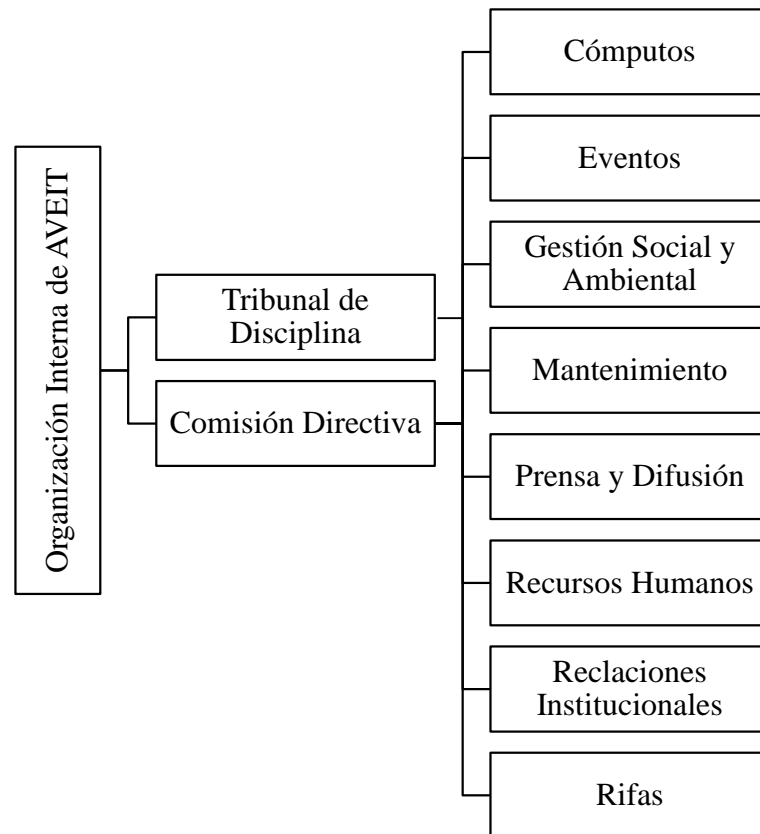 Organización Interna de AVEIT
Tribunal de
Disciplina
Comisión Directiva
Cómputos
Eventos
Gestión Social y
Ambiental
Mantenimiento
Prensa y Difusión
Recursos Humanos
Reclaciones
Institucionales
Rifas